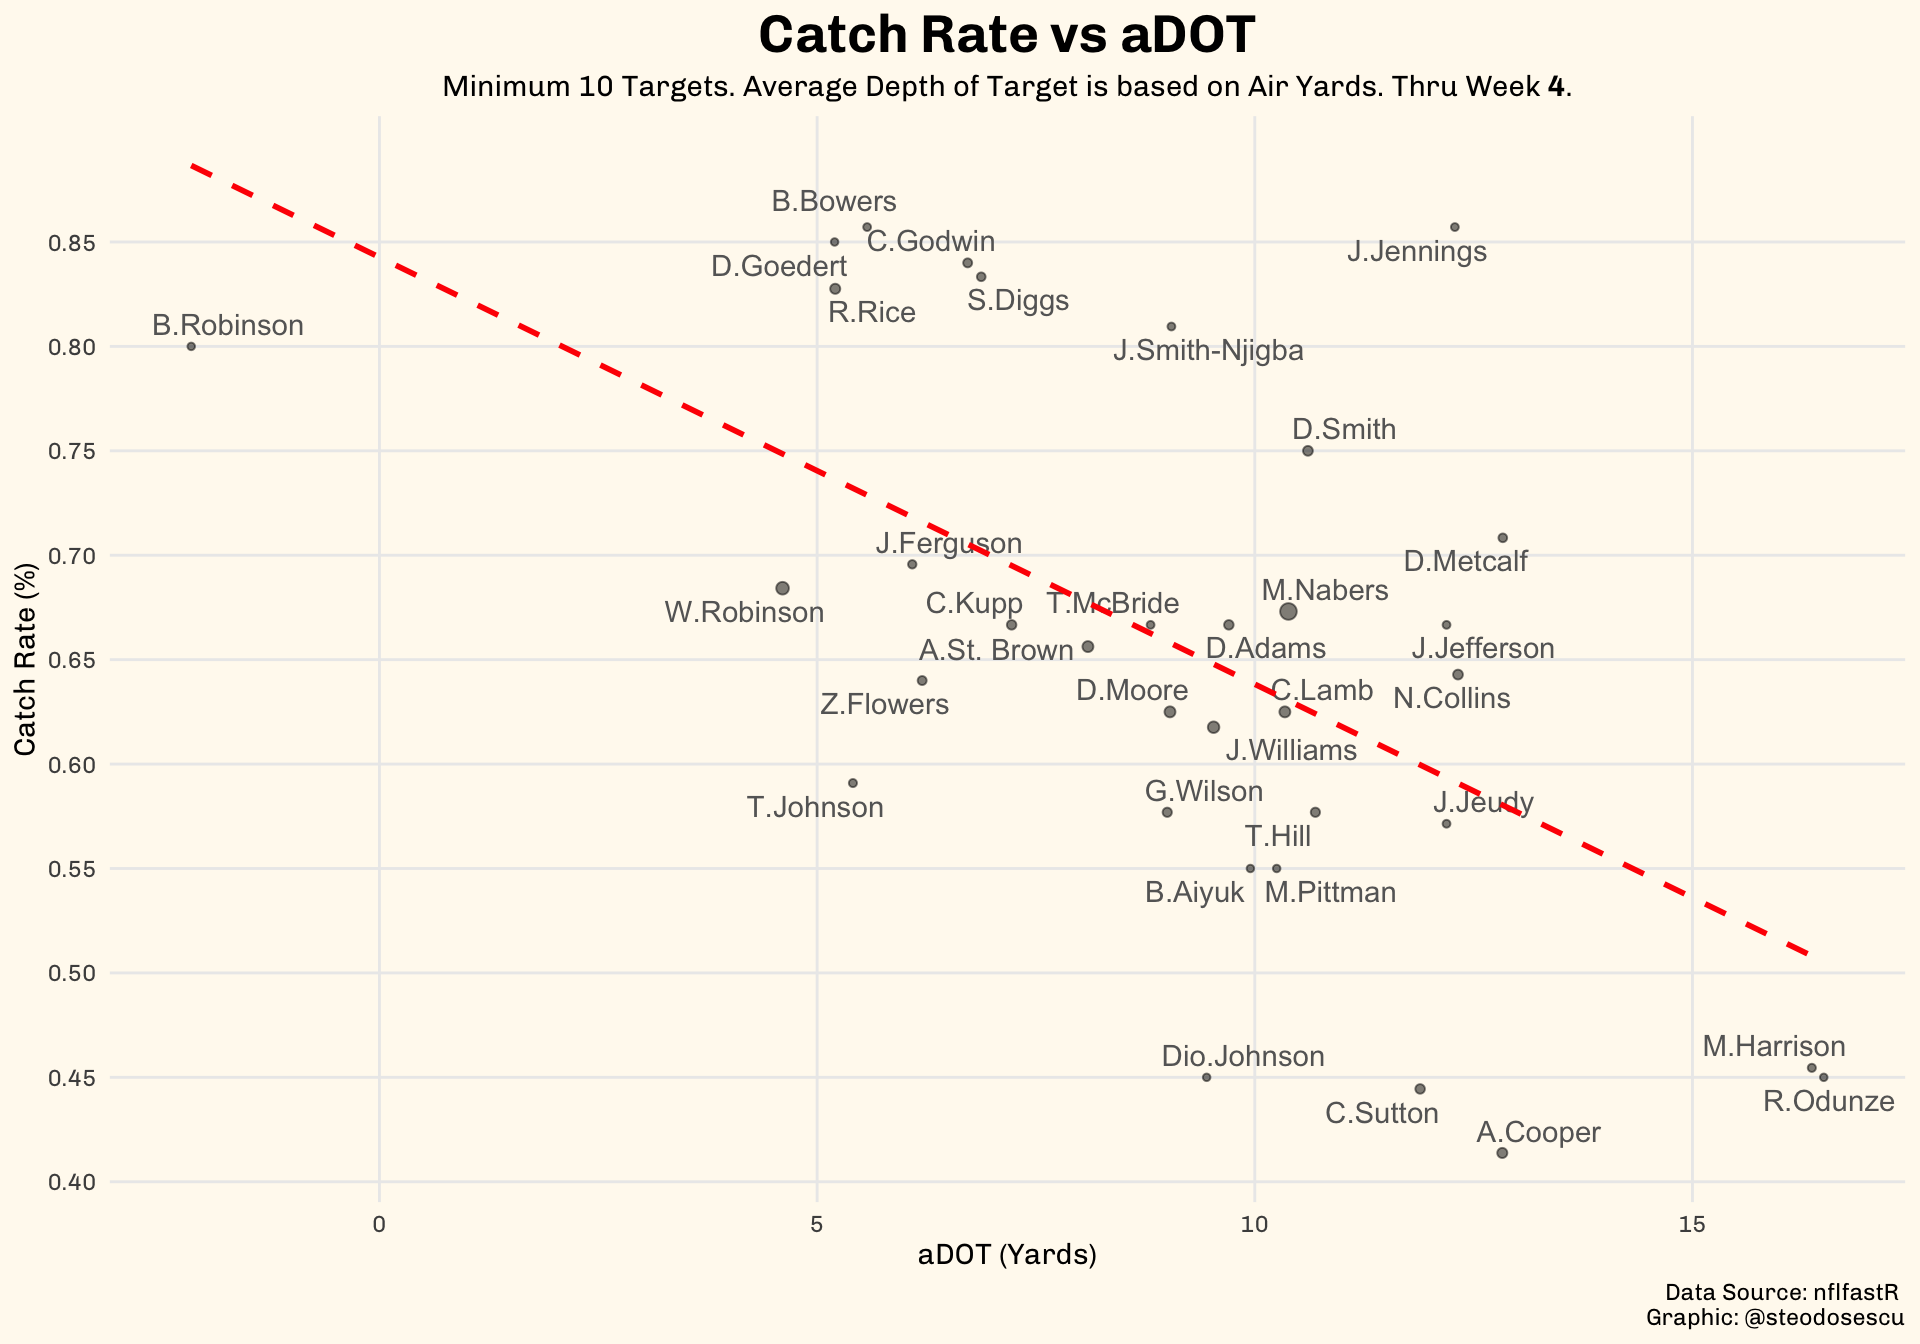 Catch Rate vs aDOT
Minimum 10 Targets. Average Depth of Target is based on Air Yards. Thru Week 4.
B.Bowers
C.Godwin
J.Jennings
D.Goedert
S.Diggs
R.Rice
B.Robinson
J.Smith-Njigba
D.Smith
J.Ferguson
D.Metcalf
M.Nabers
W.Robinson
C.Kupp
T.McBride
A.St. Brown
D.Adams
J.Jefferson
Z.Flowers
D.Moore
C.Lamb
N.Collins
J.Williams
T.Johnson
G.Wilson
J.Jeudy
T.Hill
B.Aiyuk
M.Pittman
Dio.Johnson
M.Harrison
C.Sutton
R.Odunze
A.Cooper
0.85
0.80
0.75
0.70
0.65
0.60
0.55
0.50
0.45
0.40
Catch Rate (%)
0
5
10
15
aDOT (Yards)
Data Source: nflfastR
Graphic: @steodosescu